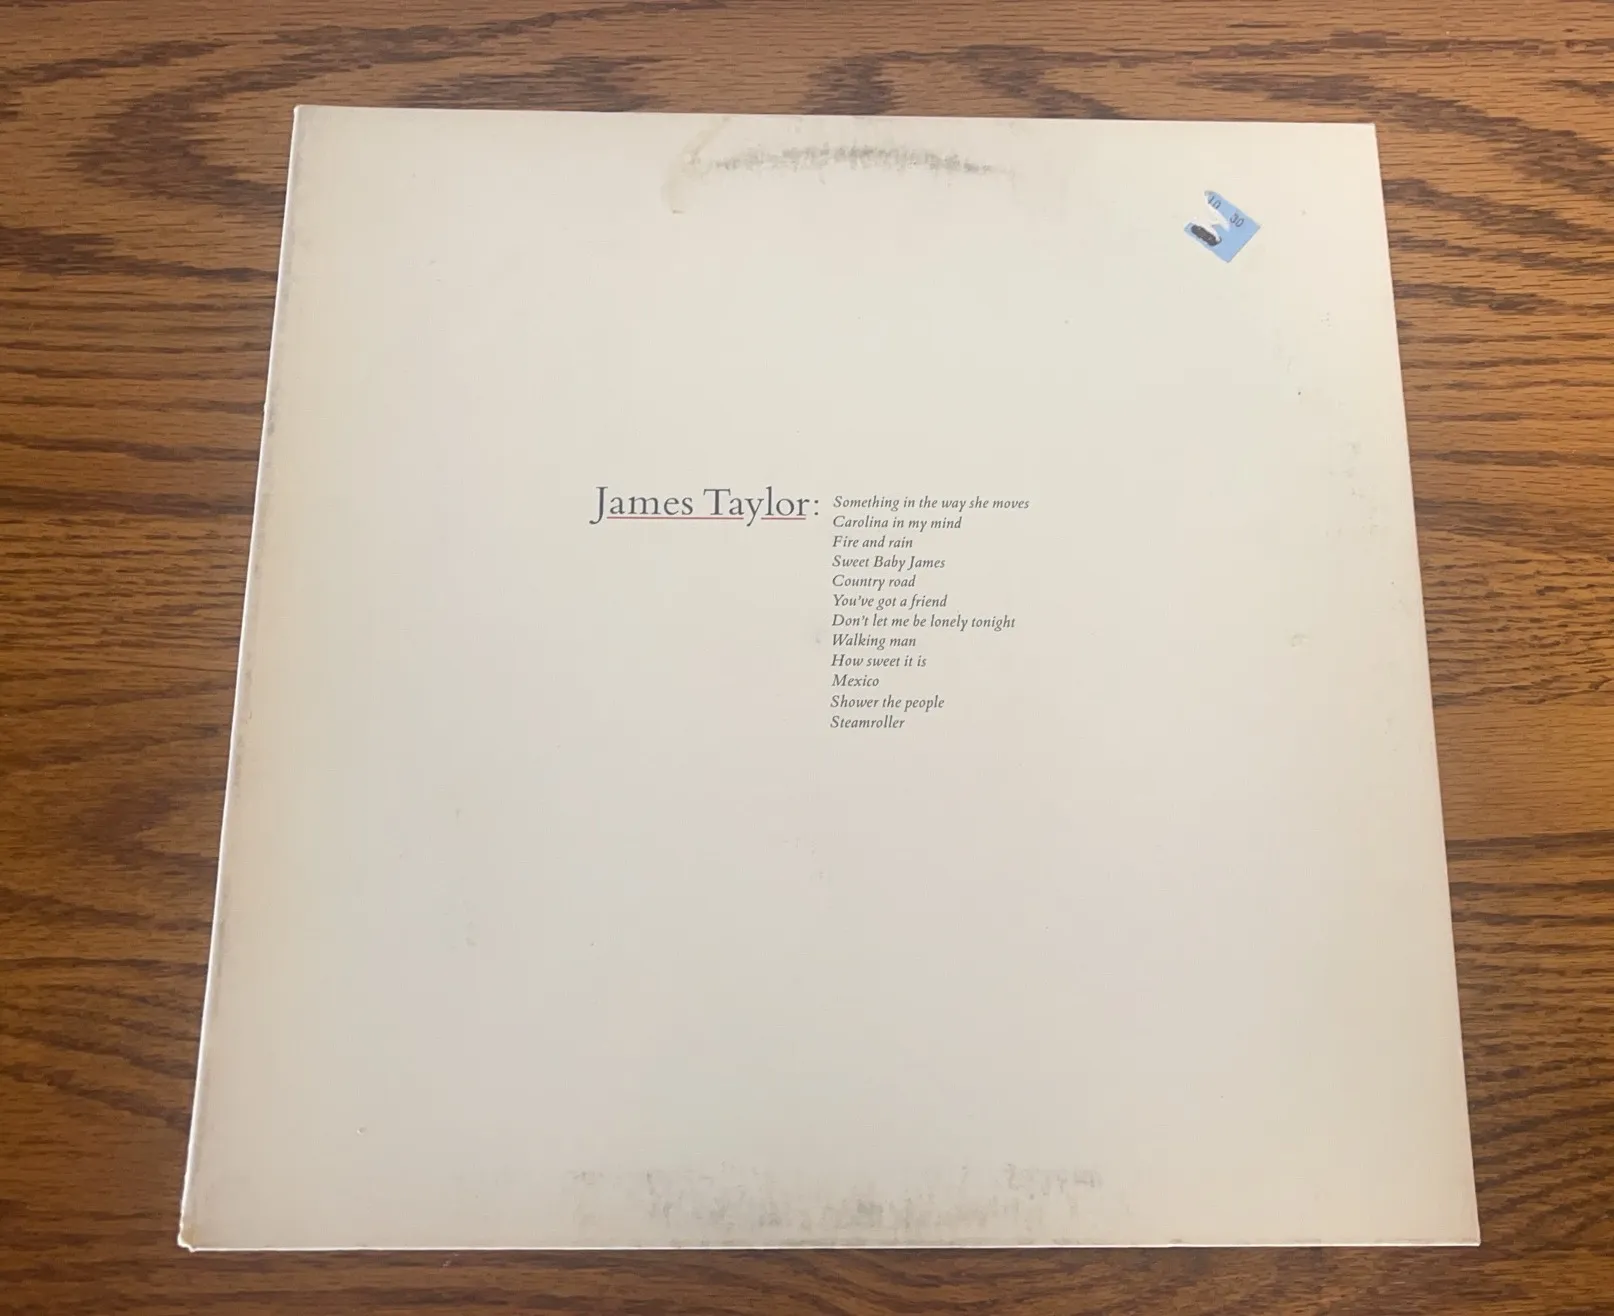 10 30
James Taylor: Something in the way she moves
Carolina in my mind
Fire and rain
Sweet Baby James
Country road
You've got a friend
Don't let me be lonely tonight
Walking man
How sweet it is
Mexico
Shower the people
Steamroller